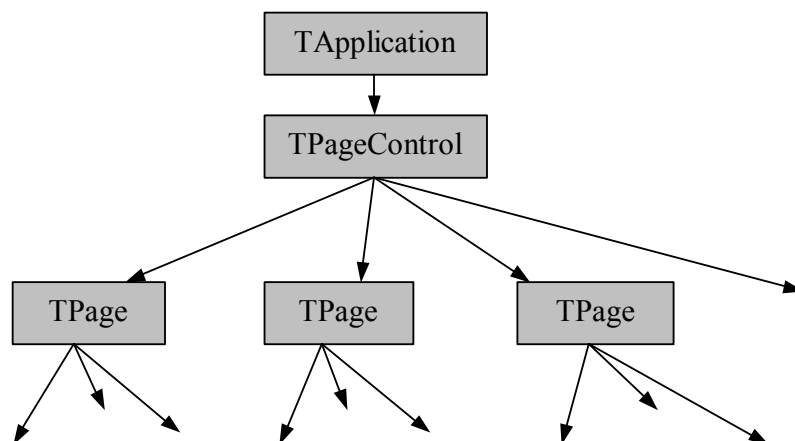 TApplication
TPageControl
TPage
TPage
TPage